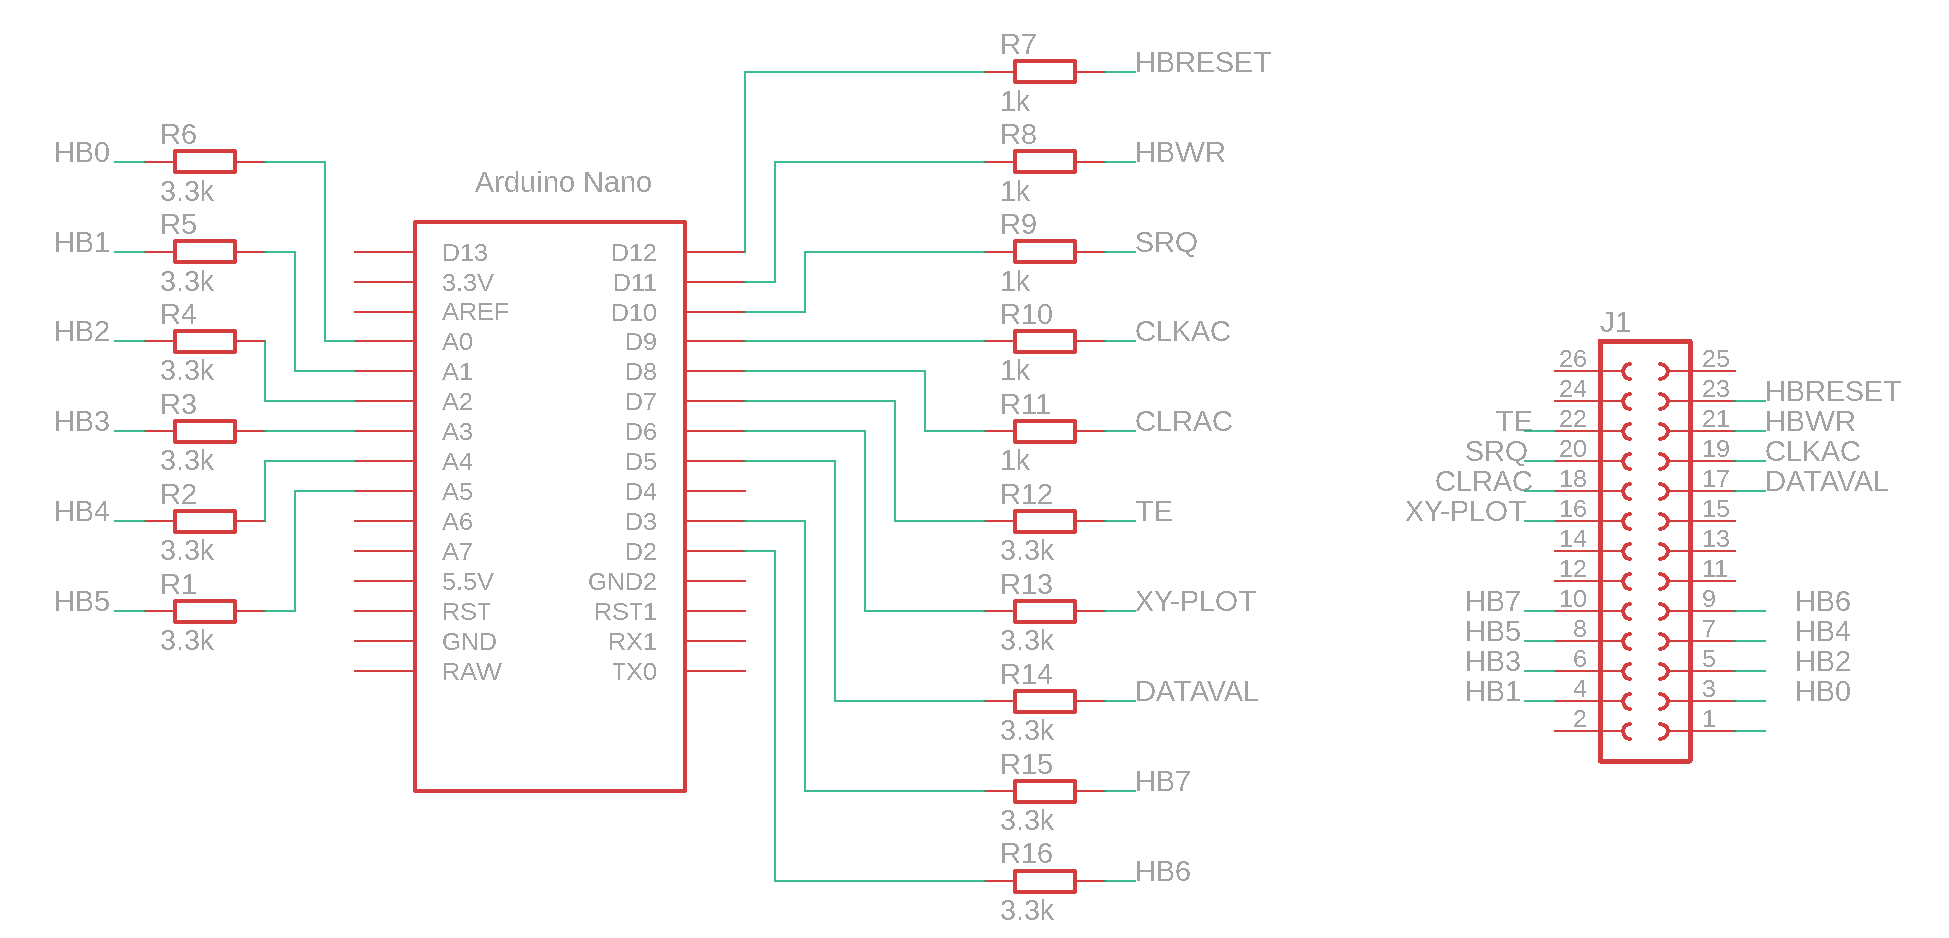 R7
HBRESET
1k
R6
HB0
3.3k
R8
HBWR
1k
Arduino Nano
R5
HB1
3.3k
R9
SRQ
1k
R4
HB2
3.3k
R10
CLKAC
1k
R3
HB3
3.3k
R11
CLRAC
1k
R2
HB4
3.3k
R12
TE
3.3k
R1
HB5
3.3k
R13
XY-PLOT
3.3k
R14
DATAVAL
3.3k
R15
HB7
3.3k
R16
HB6
3.3k
D13 D12
3.3V D11
AREF D10
A0 D9
A1 D8
A2 D7
A3 D6
A4 D5
A5 D4
A6 D3
A7 D2
5.5V GND2
RST RST1
GND RX1
RAW TX0
J1
26 25
24 23 HBRESET
TE 22 21 HBWR
SRQ 20 19 CLKAC
CLRAC 18 17 DATAVAL
XY-PLOT 16 15
14 13
12 11
HB7 10 9 HB6
HB5 8 7 HB4
HB3 6 5 HB2
HB1 4 3 HB0
2 1